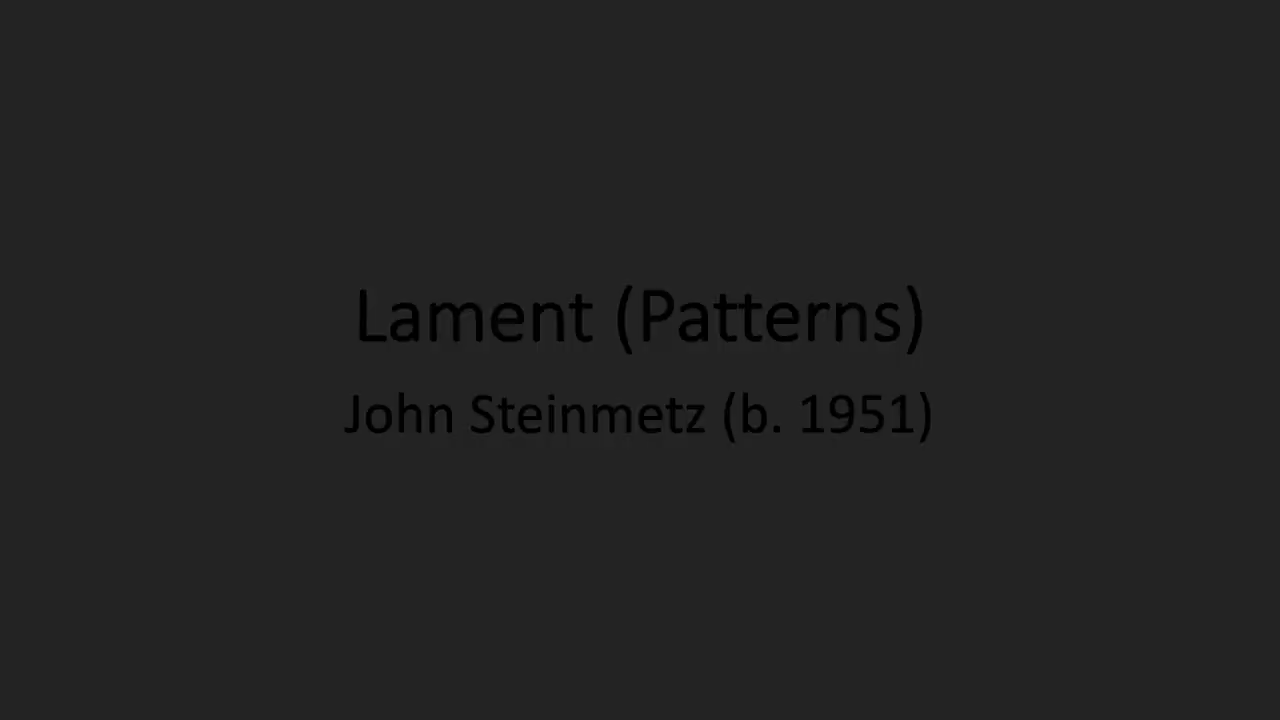 Lament (Patterns)
John Steinmetz (b. 1951)